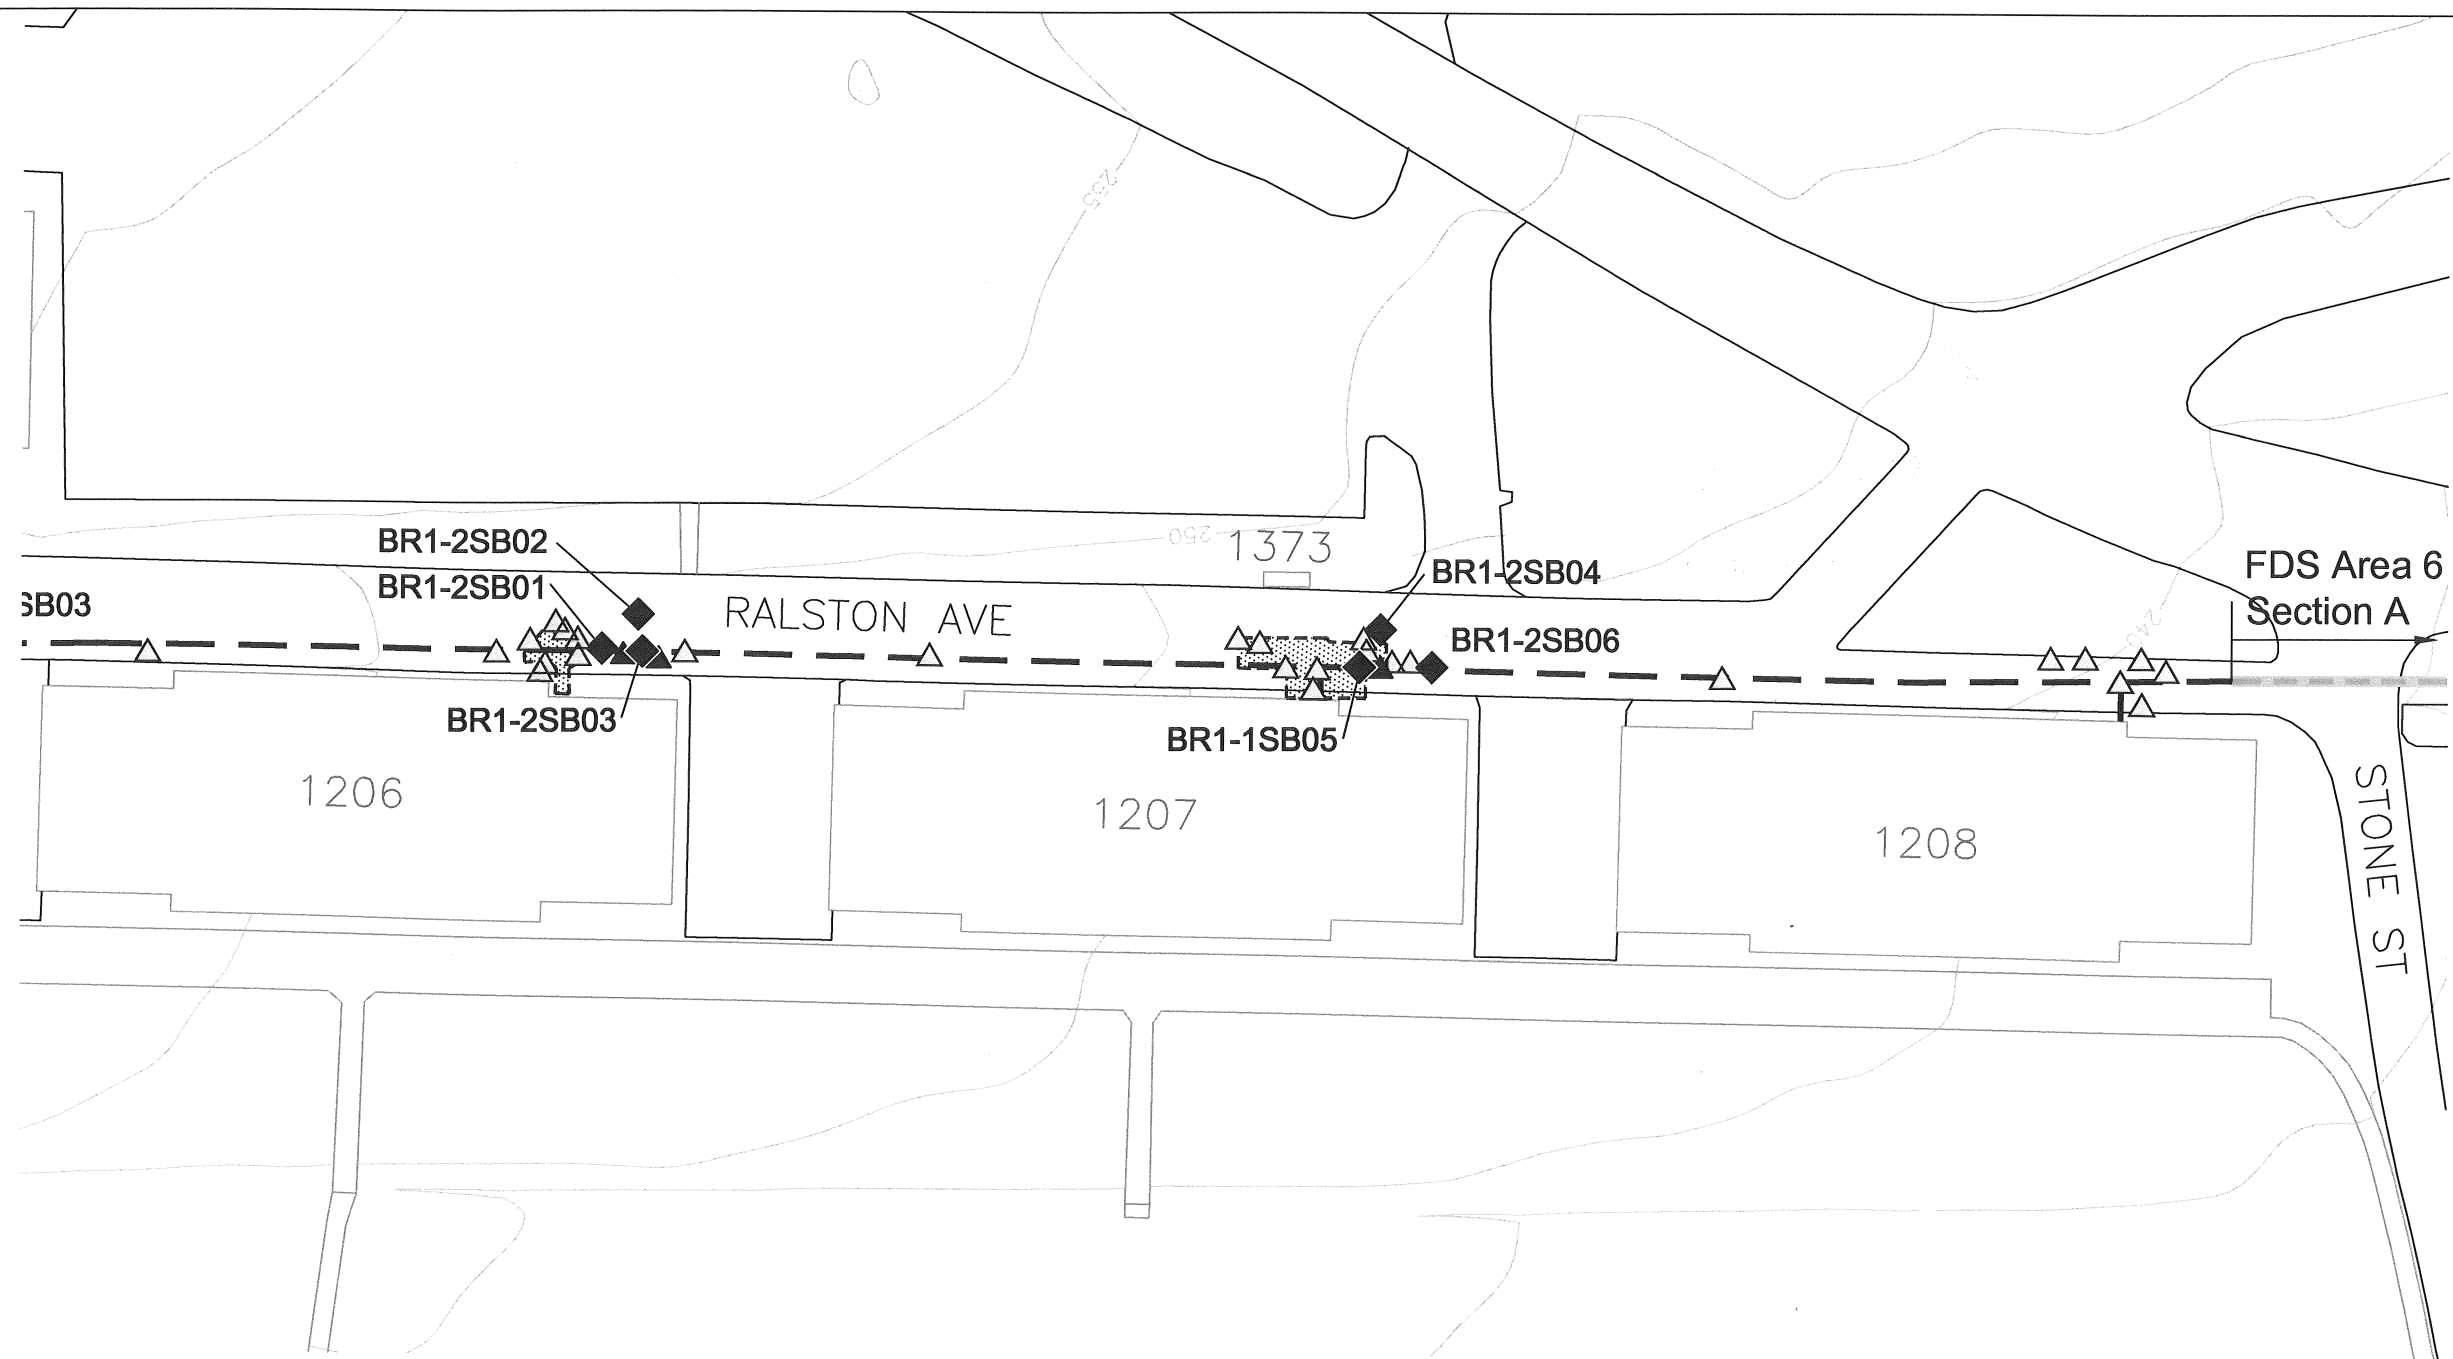 255
250
1373
BR1-2SB02
BR1-2SB01
BR1-2SB04
FDS Area 6
Section A
SB03
RALSTON AVE
BR1-2SB06
240
BR1-2SB03
BR1-1SB05
1206
1207
1208
STONE ST